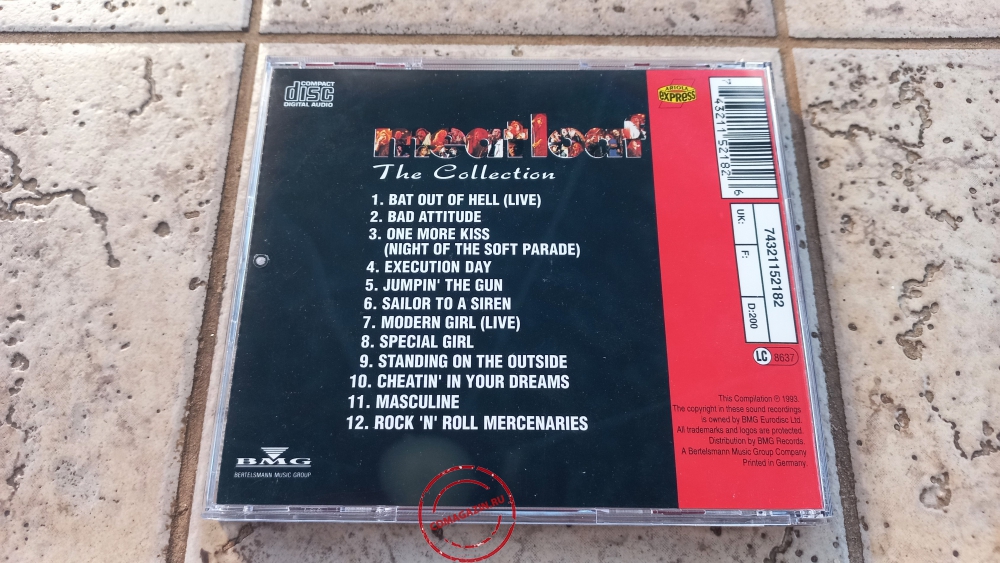 COMPACT
disc
DIGITAL AUDIO
meat loaf
The Collection
1. BAT OUT OF HELL (LIVE)
2. BAD ATTITUDE
3. ONE MORE KISS
(NIGHT OF THE SOFT PARADE)
4. EXECUTION DAY
5. JUMPIN' THE GUN
6. SAILOR TO A SIREN
7. MODERN GIRL (LIVE)
8. SPECIAL GIRL
9. STANDING ON THE OUTSIDE
10. CHEATIN' IN YOUR DREAMS
11. MASCULINE
12. ROCK 'N' ROLL MERCENARIES
BMG
BERTELSMANN MUSIC GROUP
ARIOLA
express
7 43211 52182 6
74321152182
UK:
F:
D:200
LC 8637
This Compilation ℗ 1993.
The copyright in these sound recordings
is owned by BMG Eurodisc Ltd.
All trademarks and logos are protected.
Distribution by BMG Records.
A Bertelsmann Music Group Company
Printed in Germany.